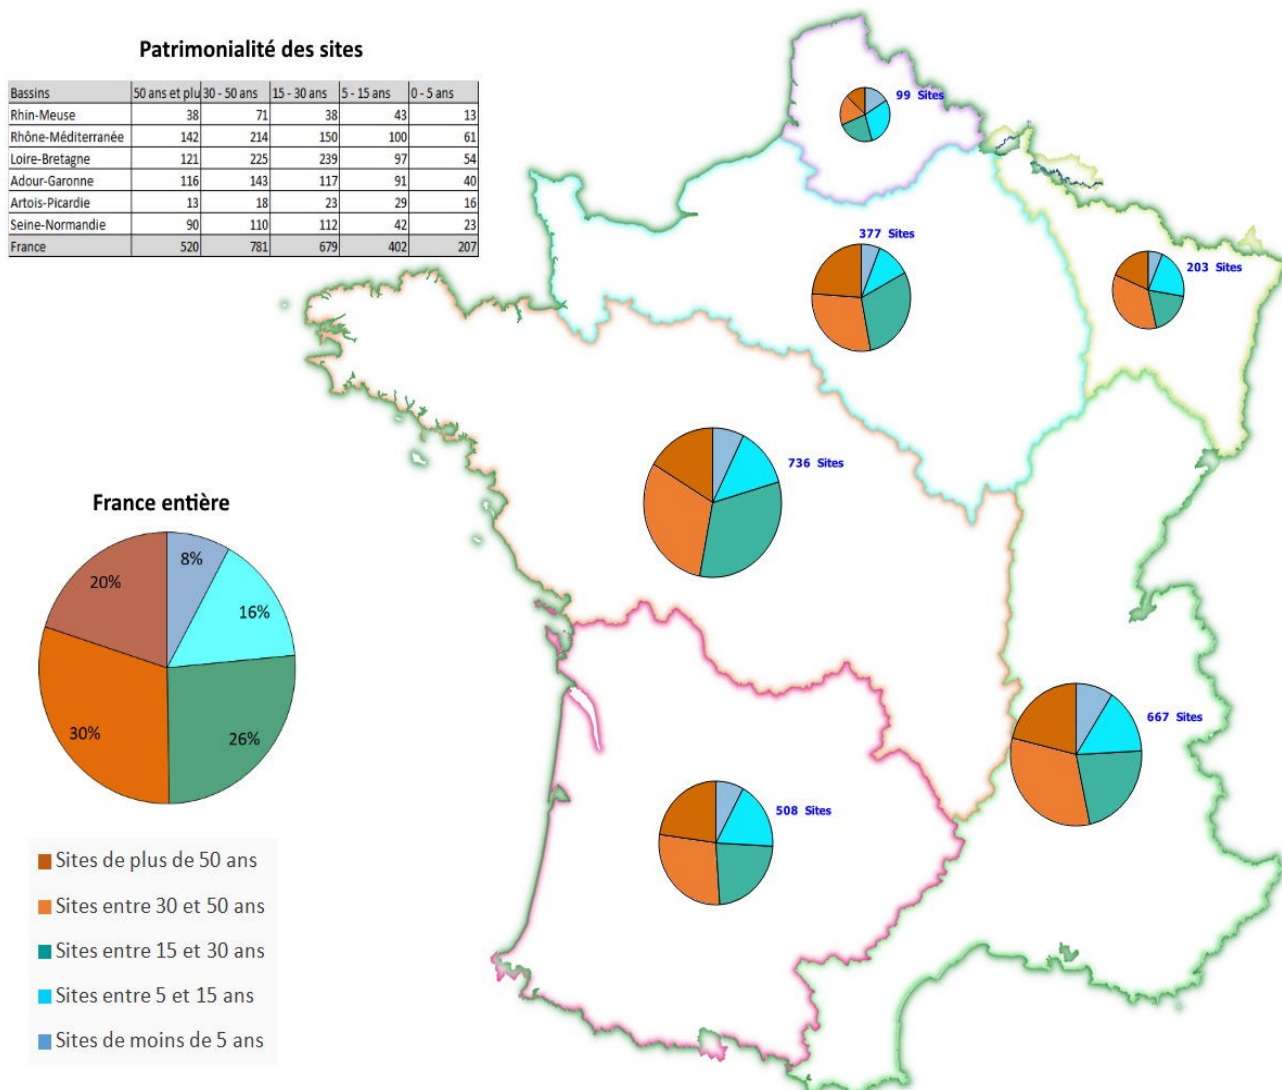 Patrimonialité des sites
Bassins 50 ans et plu 30 - 50 ans 15 - 30 ans 5 - 15 ans 0 - 5 ans
Rhin-Meuse 38 71 38 43 13
Rhône-Méditerranée 142 214 150 100 61
Loire-Bretagne 121 225 239 97 54
Adour-Garonne 116 143 117 91 40
Artois-Picardie 13 18 23 29 16
Seine-Normandie 90 110 112 42 23
France 520 781 679 402 207
99 Sites
377 Sites
203 Sites
736 Sites
667 Sites
508 Sites
France entière
8%
20%
16%
30%
26%
Sites de plus de 50 ans
Sites entre 30 et 50 ans
Sites entre 15 et 30 ans
Sites entre 5 et 15 ans
Sites de moins de 5 ans